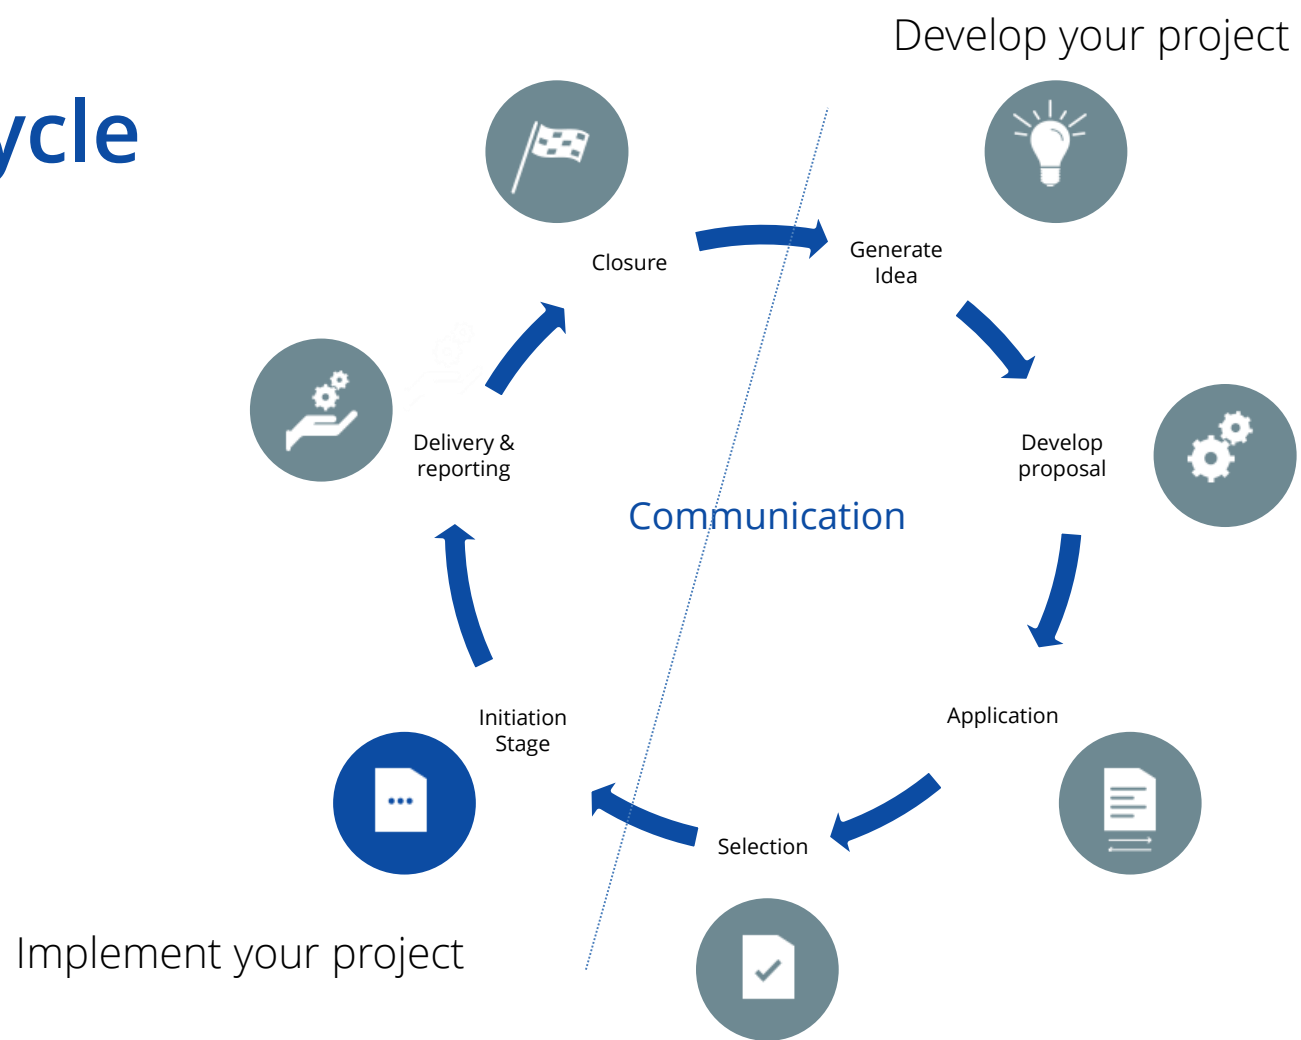 Develop your project
ycle
Closure
Generate
Idea
Delivery &
reporting
Develop
proposal
Communication
Initiation
Stage
Application
Selection
Implement your project